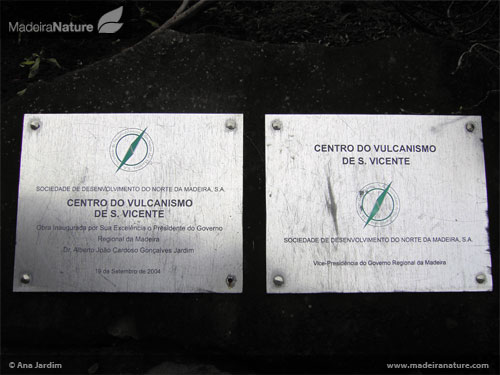 MadeiraNature
SOCIEDADE DE DESENVOLVIMENTO DO NORTE DA MADEIRA, S.A.
CENTRO DO VULCANISMO
DE S. VICENTE
Obra inaugurada por Sua Excelência o Presidente do Governo
Regional da Madeira
Dr. Alberto João Cardoso Gonçalves Jardim
19 de Setembro de 2004
CENTRO DO VULCANISMO
DE S. VICENTE
SOCIEDADE DE DESENVOLVIMENTO DO NORTE DA MADEIRA, S.A.
Vice-Presidência do Governo Regional da Madeira
© Ana Jardim
www.madeiranature.com